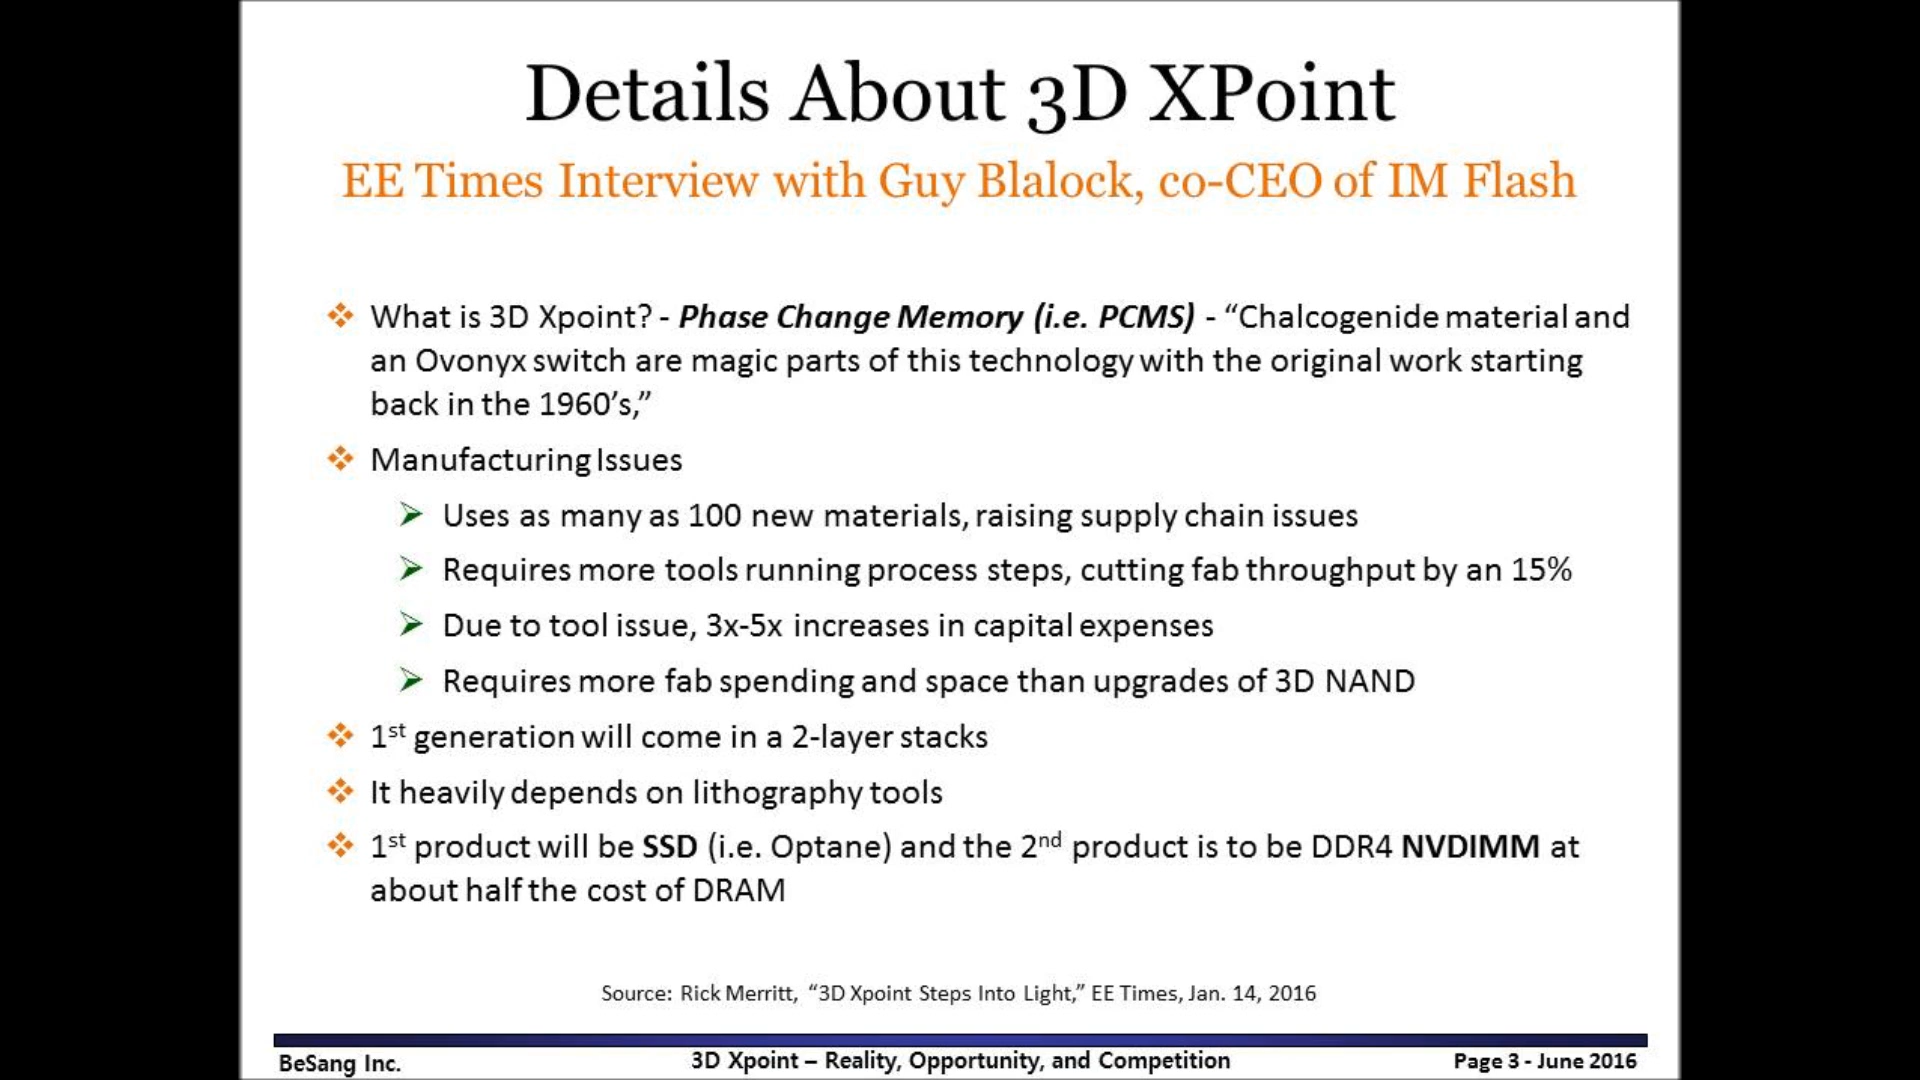 Details About 3D XPoint
EE Times Interview with Guy Blalock, co-CEO of IM Flash
What is 3D Xpoint? - Phase Change Memory (i.e. PCMS) - “Chalcogenide material and
an Ovonyx switch are magic parts of this technology with the original work starting
back in the 1960’s,”
Manufacturing Issues
Uses as many as 100 new materials, raising supply chain issues
Requires more tools running process steps, cutting fab throughput by an 15%
Due to tool issue, 3x-5x increases in capital expenses
Requires more fab spending and space than upgrades of 3D NAND
1st generation will come in a 2-layer stacks
It heavily depends on lithography tools
1st product will be SSD (i.e. Optane) and the 2nd product is to be DDR4 NVDIMM at
about half the cost of DRAM
Source: Rick Merritt, “3D Xpoint Steps Into Light,” EE Times, Jan. 14, 2016
BeSang Inc.
3D Xpoint – Reality, Opportunity, and Competition
Page 3 - June 2016